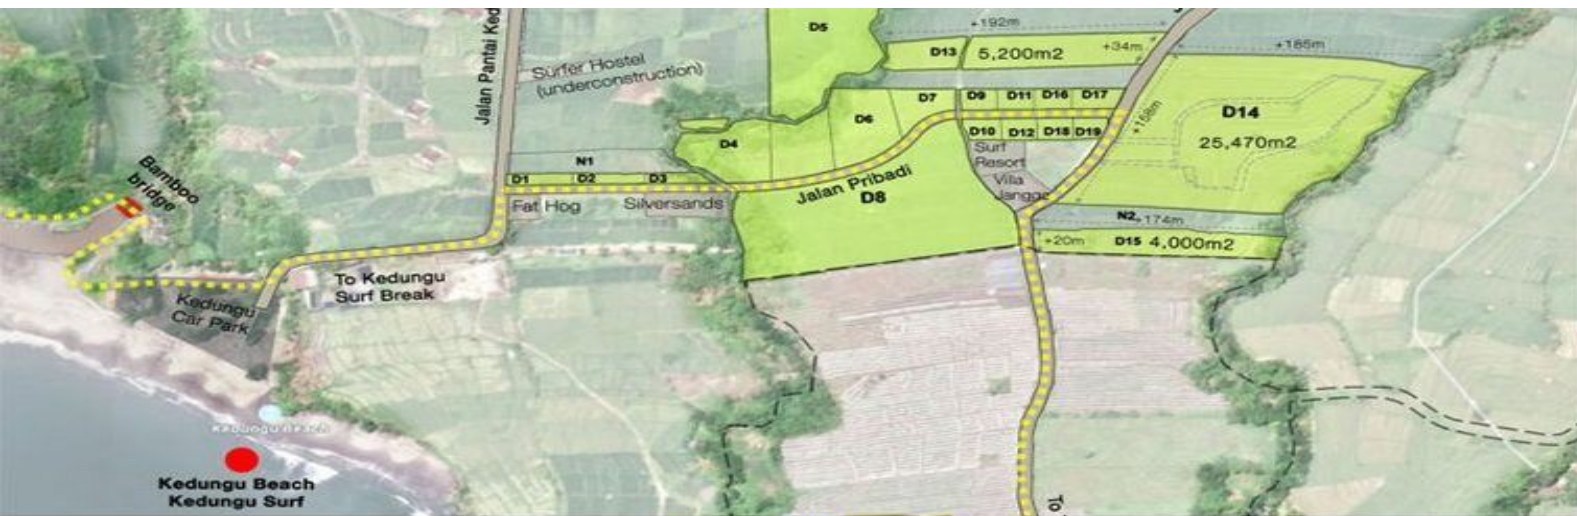 D5
+192m
D13 5,200m2 +34m
+185m
Jalan Pantai Ked
Surfer Hostel
(underconstruction)
D7
D9
D11
D16
D17
D6
D14
25,470m2
+168m
D10
D12
D18
D19
D4
Surf
Resort
N1
Bamboo
bridge
D1
D2
D3
Jalan Pribadi
D8
Villa
Jangga
Fat Hog
Silversands
N2
+174m
+20m
D15 4,000m2
To Kedungu
Surf Break
Kedungu
Car Park
Kedungu Beach
Kedungu Beach
Kedungu Surf
To